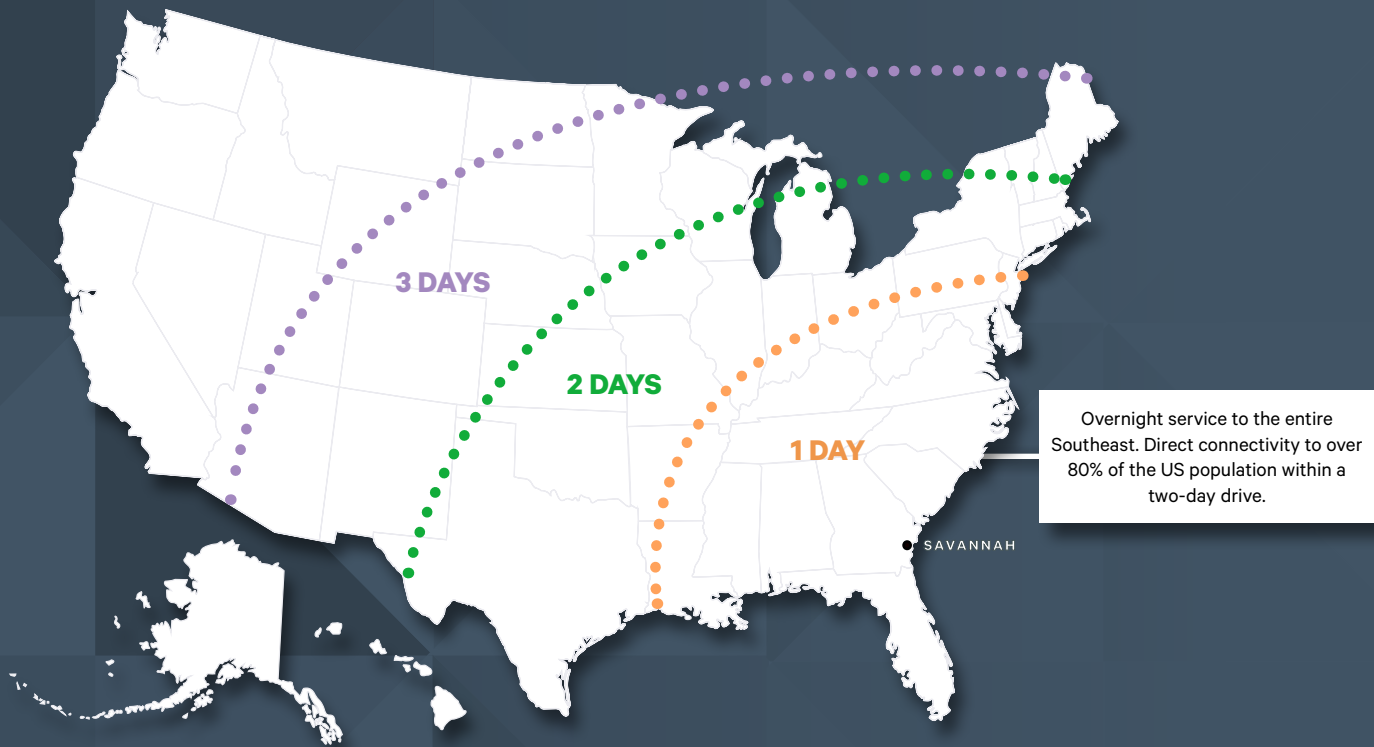 3 DAYS
2 DAYS
1 DAY
Overnight service to the entire
Southeast. Direct connectivity to over
80% of the US population within a
two-day drive.
SAVANNAH